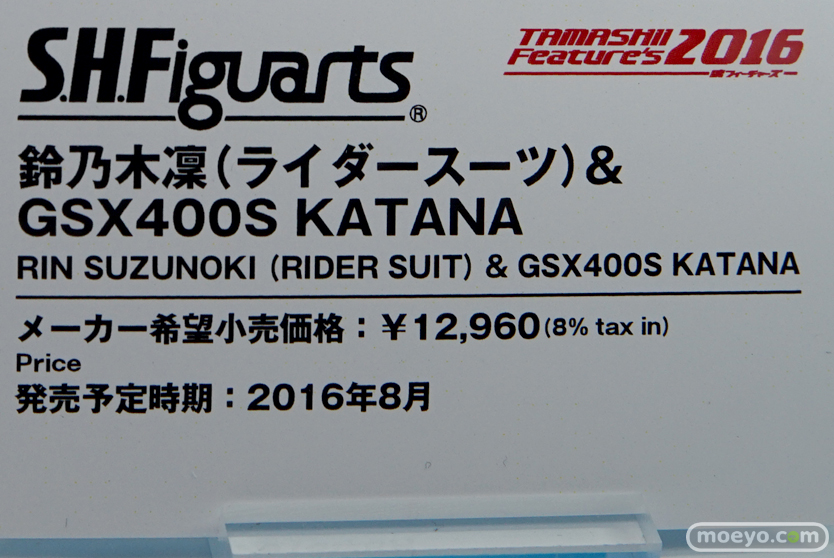 S.H.Figuarts®
TAMASHII
Feature's 2016
魂フィーチャーズ
鈴乃木凜(ライダースーツ)&
GSX400S KATANA
RIN SUZUNOKI (RIDER SUIT) & GSX400S KATANA
メーカー希望小売価格：￥12,960(8% tax in)
Price
発売予定時期：2016年8月
moeyo.com